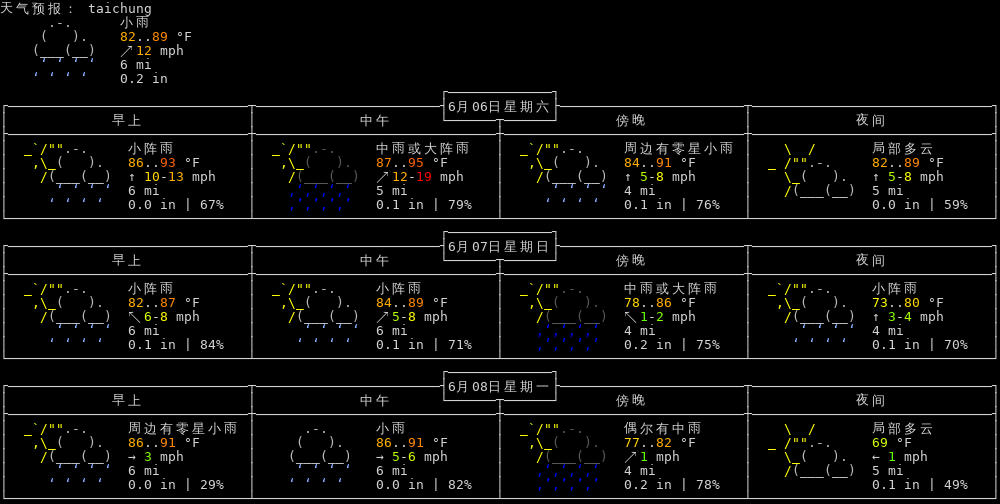 天气预报： taichung
小雨
82..89 °F
↗12 mph
6 mi
0.2 in
6月06日星期六
早上 中午 傍晚 夜间
小阵雨 中雨或大阵雨 周边有零星小雨 局部多云
86..93 °F 87..95 °F 84..91 °F 82..89 °F
↑ 10-13 mph ↗12-19 mph ↑ 5-8 mph ↑ 5-8 mph
6 mi 5 mi 4 mi 5 mi
0.0 in | 67% 0.1 in | 79% 0.1 in | 76% 0.0 in | 59%
6月07日星期日
早上 中午 傍晚 夜间
小阵雨 小阵雨 中雨或大阵雨 小阵雨
82..87 °F 84..89 °F 78..86 °F 73..80 °F
↖6-8 mph ↗5-8 mph ↖1-2 mph ↑ 3-4 mph
6 mi 6 mi 4 mi 4 mi
0.1 in | 84% 0.1 in | 71% 0.2 in | 75% 0.1 in | 70%
6月08日星期一
早上 中午 傍晚 夜间
周边有零星小雨 小雨 偶尔有中雨 局部多云
86..91 °F 86..91 °F 77..82 °F 69 °F
→ 3 mph → 5-6 mph ↗1 mph ← 1 mph
6 mi 6 mi 4 mi 5 mi
0.0 in | 29% 0.0 in | 82% 0.2 in | 78% 0.1 in | 49%